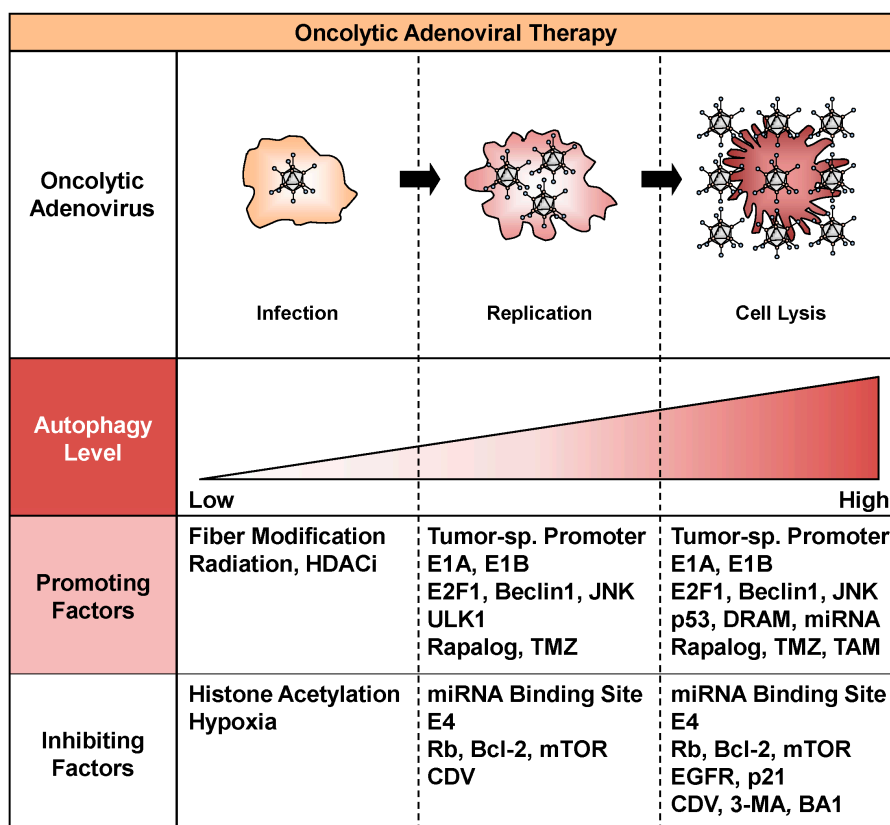 Oncolytic Adenoviral Therapy
Oncolytic
Adenovirus
Infection
Replication
Cell Lysis
Autophagy
Level
Low
High
Promoting
Factors
Fiber Modification
Radiation, HDACi
Tumor-sp. Promoter
E1A, E1B
E2F1, Beclin1, JNK
ULK1
Rapalog, TMZ
Tumor-sp. Promoter
E1A, E1B
E2F1, Beclin1, JNK
p53, DRAM, miRNA
Rapalog, TMZ, TAM
Inhibiting
Factors
Histone Acetylation
Hypoxia
miRNA Binding Site
E4
Rb, Bcl-2, mTOR
CDV
miRNA Binding Site
E4
Rb, Bcl-2, mTOR
EGFR, p21
CDV, 3-MA, BA1